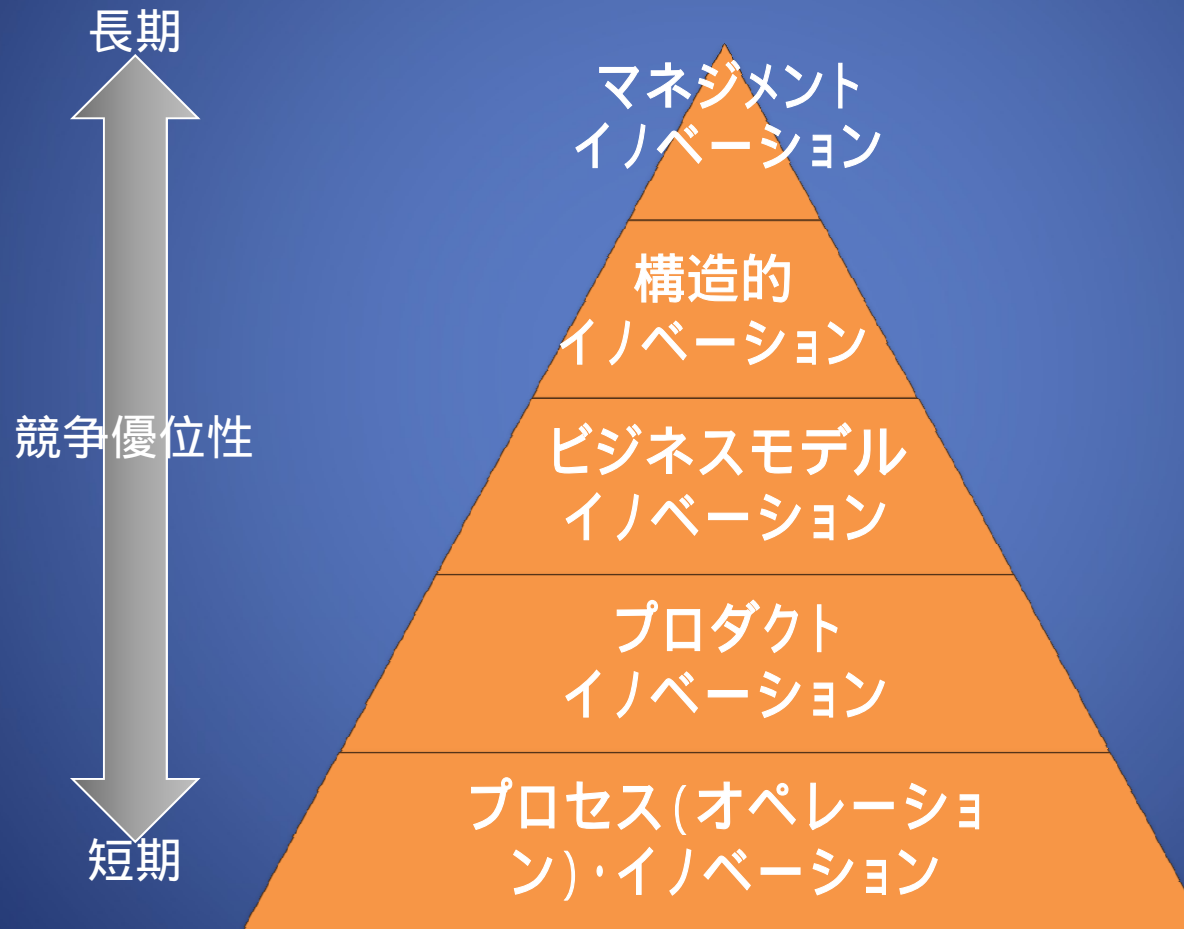 長期
競争優位性
短期
マネジメント
イノベーション
構造的
イノベーション
ビジネスモデル
イノベーション
プロダクト
イノベーション
プロセス(オペレーショ
ン)・イノベーション